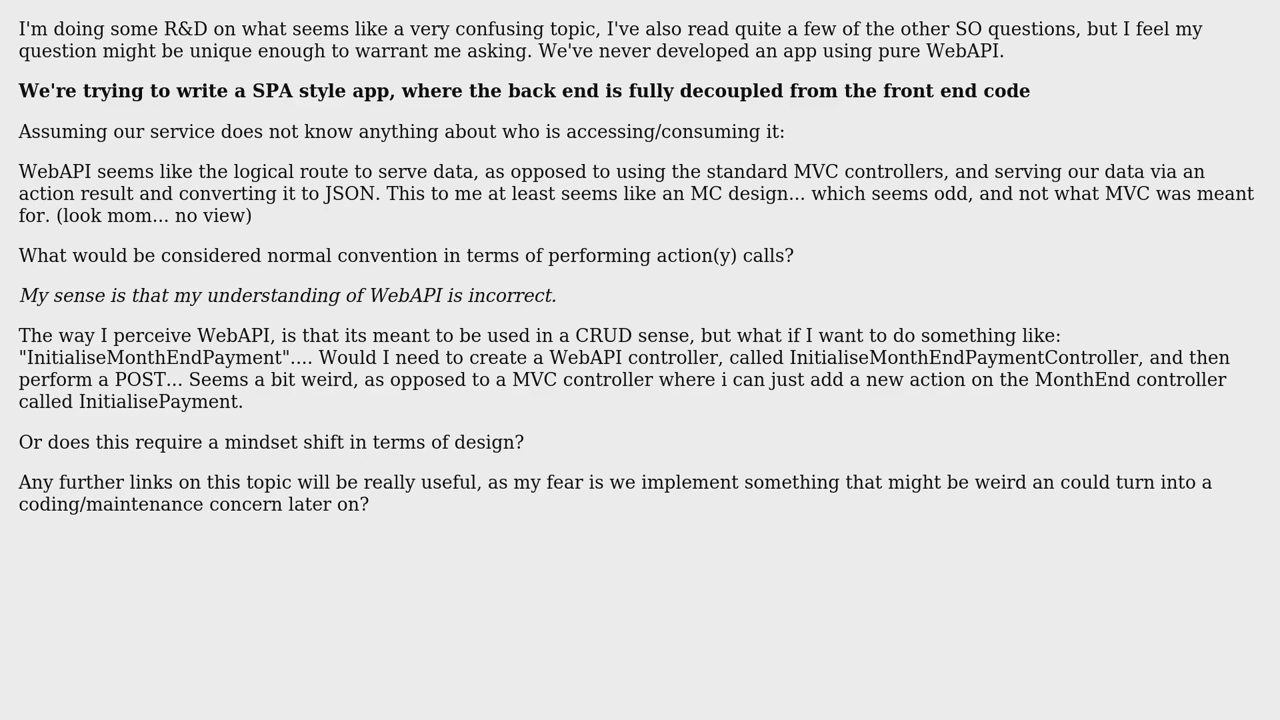 I'm doing some R&D on what seems like a very confusing topic, I've also read quite a few of the other SO questions, but I feel my
question might be unique enough to warrant me asking. We've never developed an app using pure WebAPI.
We're trying to write a SPA style app, where the back end is fully decoupled from the front end code
Assuming our service does not know anything about who is accessing/consuming it:
WebAPI seems like the logical route to serve data, as opposed to using the standard MVC controllers, and serving our data via an
action result and converting it to JSON. This to me at least seems like an MC design... which seems odd, and not what MVC was meant
for. (look mom... no view)
What would be considered normal convention in terms of performing action(y) calls?
My sense is that my understanding of WebAPI is incorrect.
The way I perceive WebAPI, is that its meant to be used in a CRUD sense, but what if I want to do something like:
"InitialiseMonthEndPayment".... Would I need to create a WebAPI controller, called InitialiseMonthEndPaymentController, and then
perform a POST... Seems a bit weird, as opposed to a MVC controller where i can just add a new action on the MonthEnd controller
called InitialisePayment.
Or does this require a mindset shift in terms of design?
Any further links on this topic will be really useful, as my fear is we implement something that might be weird an could turn into a
coding/maintenance concern later on?